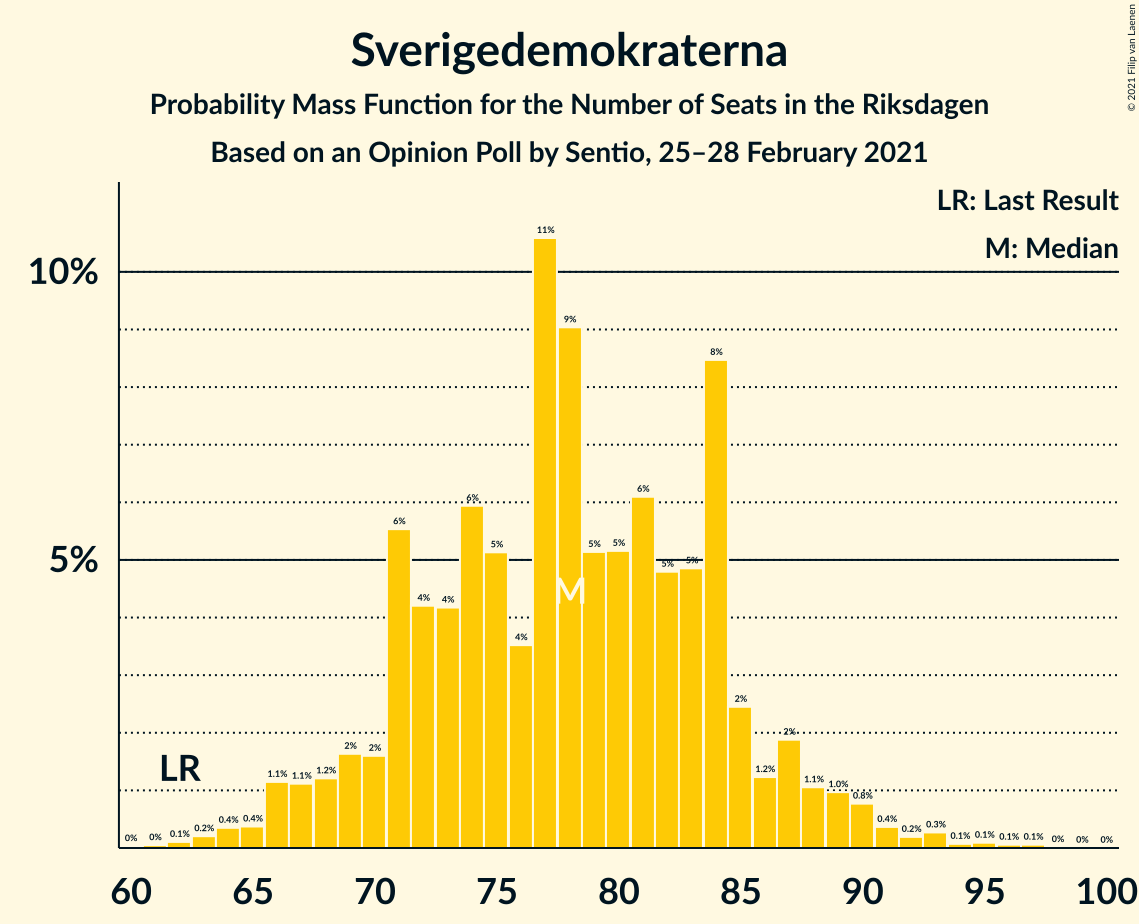 Sverigedemokraterna
Probability Mass Function for the Number of Seats in the Riksdagen
Based on an Opinion Poll by Sentio, 25–28 February 2021
© 2021 Filip van Laenen
LR: Last Result
M: Median
10%
5%
LR
M
0% 0% 0.1% 0.2% 0.4% 0.4% 1.1% 1.1% 1.2% 2% 2% 6% 4% 4% 6% 5% 4% 11% 9% 5% 5% 6% 5% 5% 8% 2% 1.2% 2% 1.1% 1.0% 0.8% 0.4% 0.2% 0.3% 0.1% 0.1% 0.1% 0.1% 0% 0% 0%
60 65 70 75 80 85 90 95 100